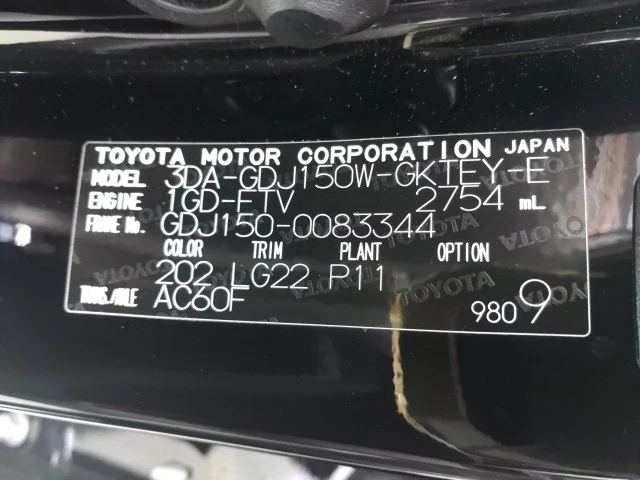 TOYOTA MOTOR CORPORATION JAPAN
MODEL 3DA-GDJ150W-GKTEY-E
ENGINE 1GD-FTV 2754 mL
FRAME No. GDJ150-0083344
COLOR TRIM PLANT OPTION
202 LG22 P11
TRANS./AXLE AC60F
9809